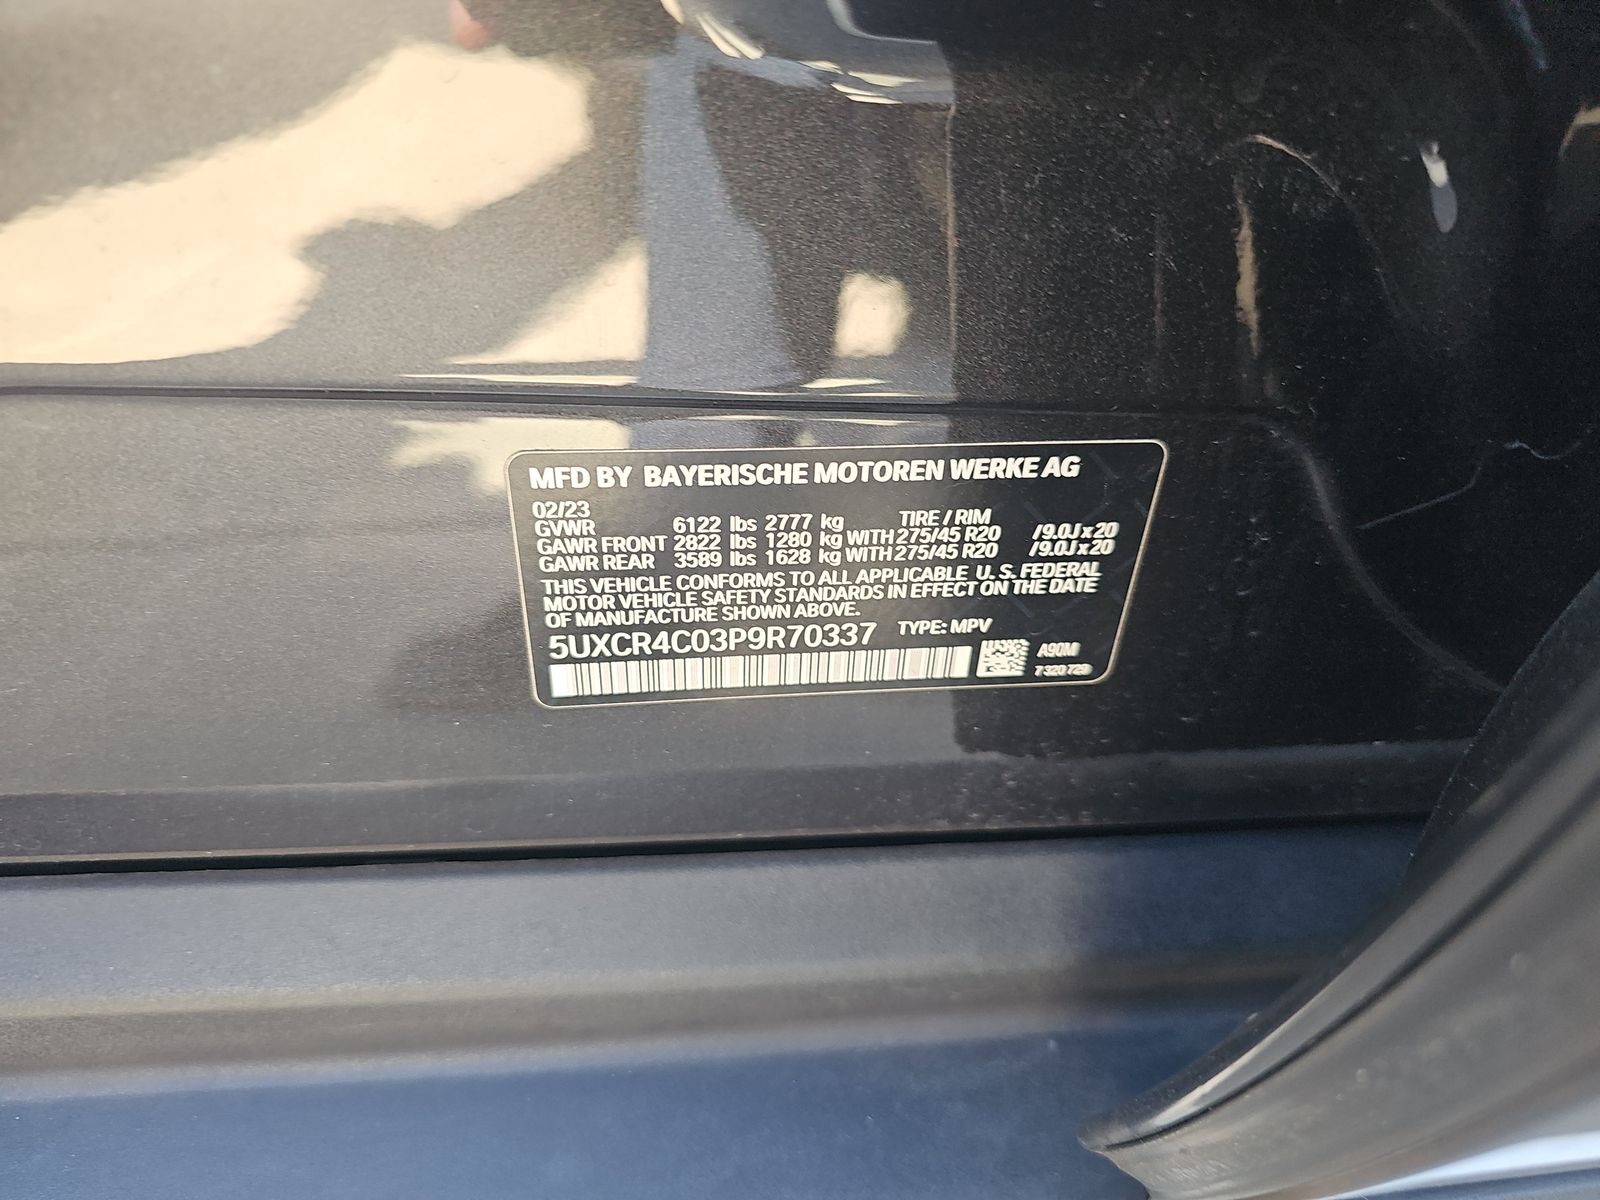 MFD BY BAYERISCHE MOTOREN WERKE AG
02/23
GVWR 6122 lbs 2777 kg TIRE / RIM
GAWR FRONT 2822 lbs 1280 kg WITH 275/45 R20 /9.0J x 20
GAWR REAR 3589 lbs 1628 kg WITH 275/45 R20 /9.0J x 20
THIS VEHICLE CONFORMS TO ALL APPLICABLE U. S. FEDERAL
MOTOR VEHICLE SAFETY STANDARDS IN EFFECT ON THE DATE
OF MANUFACTURE SHOWN ABOVE.
5UXCR4C03P9R70337 TYPE: MPV
A90M
7 320 729